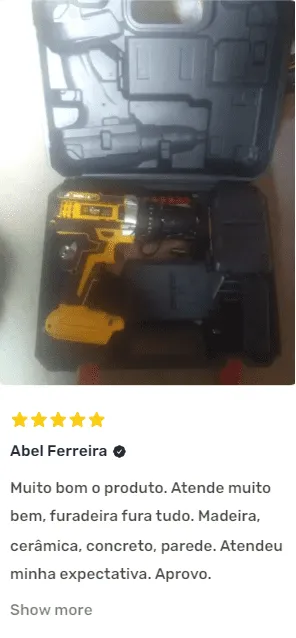 Abel Ferreira
Muito bom o produto. Atende muito
bem, furadeira fura tudo. Madeira,
cerâmica, concreto, parede. Atendeu
minha expectativa. Aprovo.
Show more